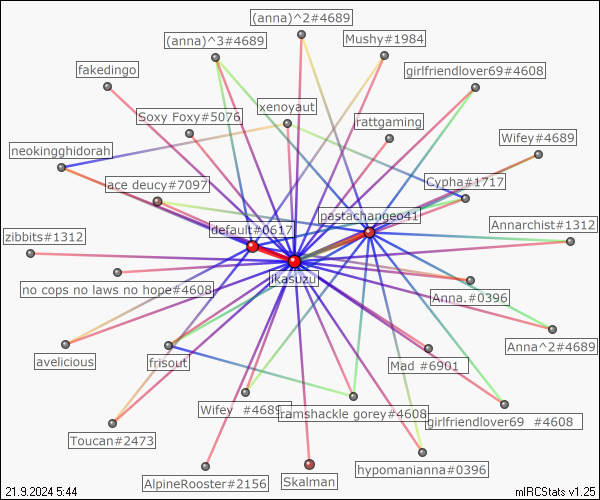 (anna)^2#4689
(anna)^3#4689
Mushy#1984
fakedingo
girlfriendlover69#4608
xenoyaut
Soxy Foxy#5076
rattgaming
Wifey#4689
neokingghidorah
Cypha#1717
ace deucy#7097
pastachangeo41
Annarchist#1312
default#0617
zibbits#1312
ikasuzu
no cops no laws no hope#4608
Anna.#0396
Anna^2#4689
avelicious
frisout
Mad #6901
Wifey #4689
ramshackle gorey#4608
girlfriendlover69 #4608
Toucan#2473
hypomanianna#0396
AlpineRooster#2156
Skalman
21.9.2024 5:44
mIRCStats v1.25